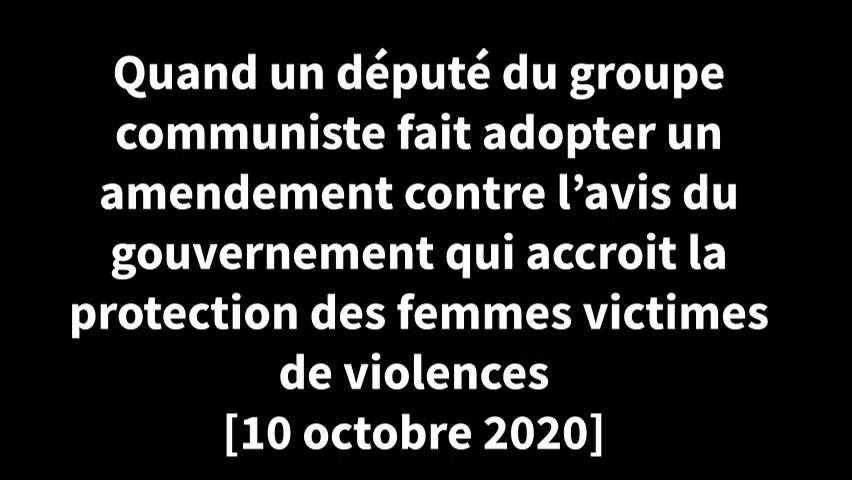 Quand un député du groupe
communiste fait adopter un
amendement contre l’avis du
gouvernement qui accroit la
protection des femmes victimes
de violences
[10 octobre 2020]